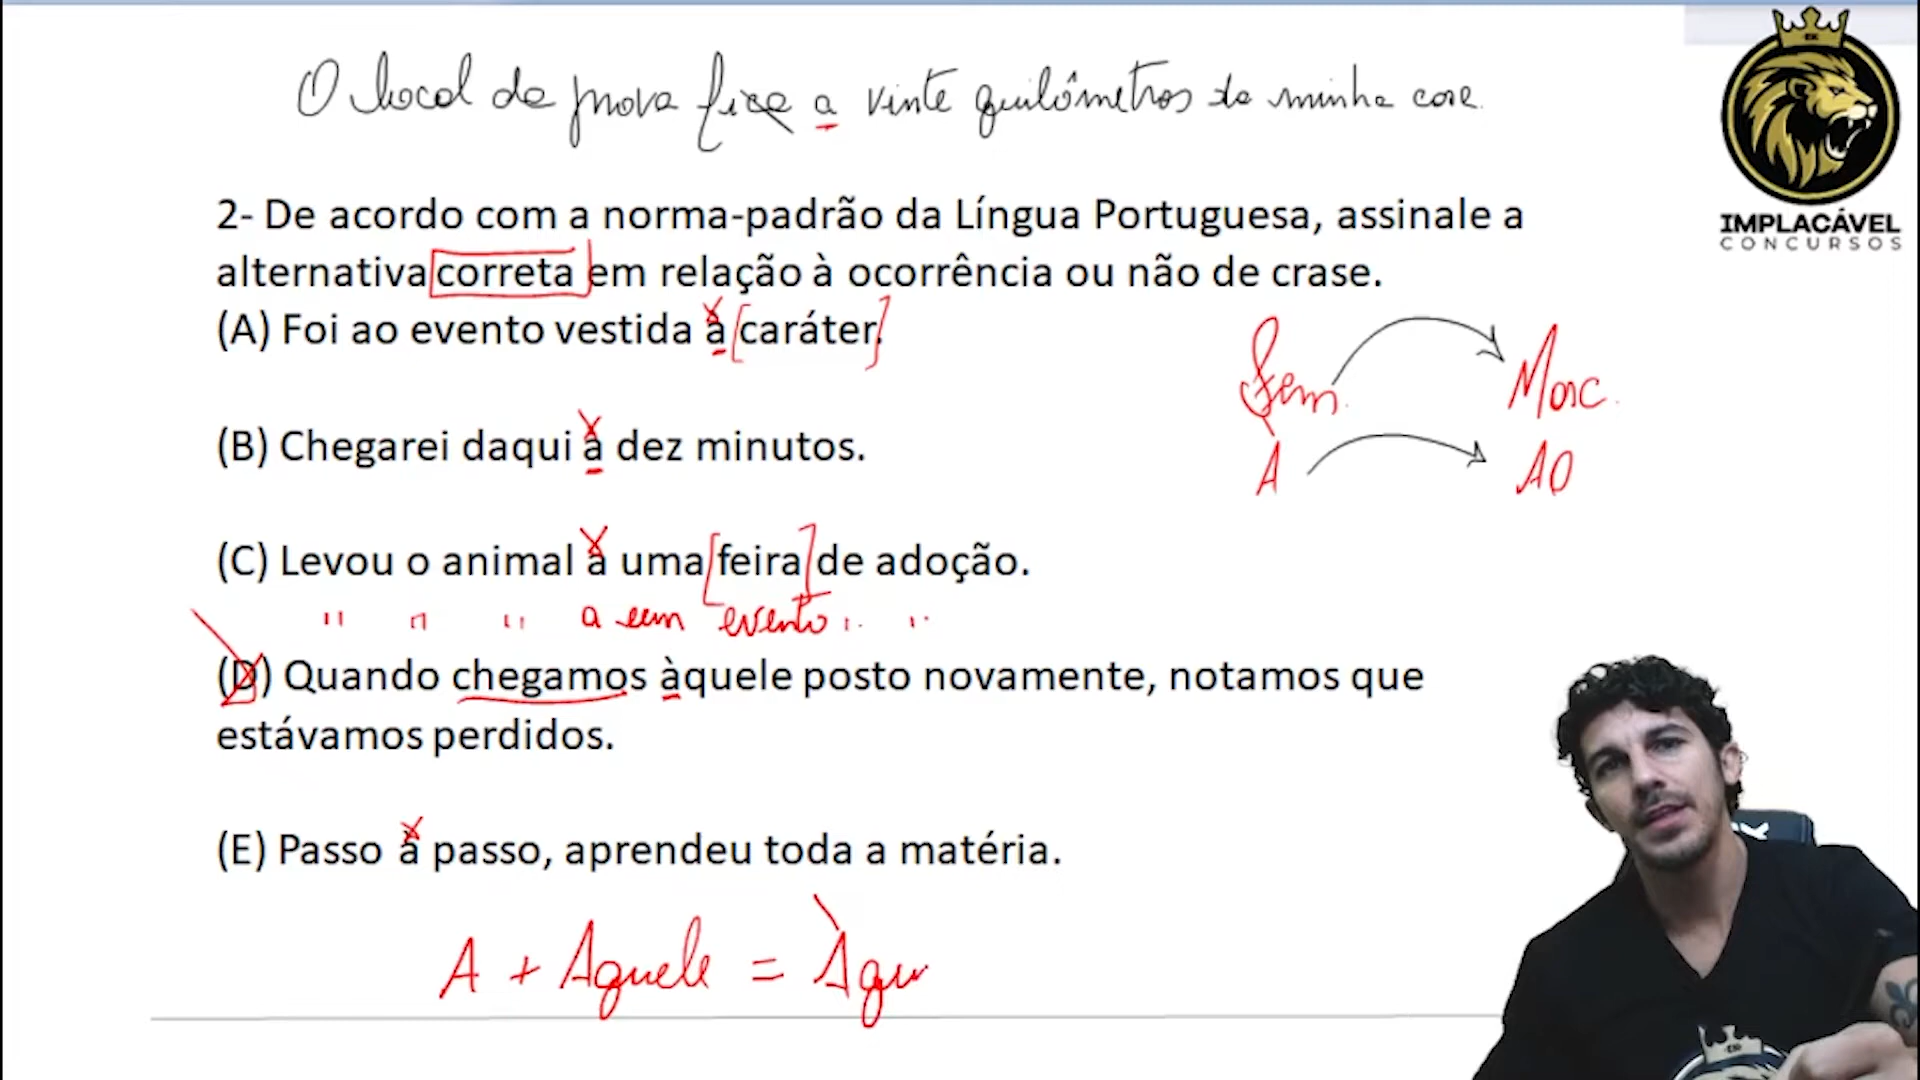 O local da prova fica a vinte quilômetros da minha casa.
IMPLACÁVEL
CONCURSOS
2- De acordo com a norma-padrão da Língua Portuguesa, assinale a
alternativa correta em relação à ocorrência ou não de crase.
(A) Foi ao evento vestida à caráter.
(B) Chegarei daqui à dez minutos.
(C) Levou o animal à uma feira de adoção.
" " " a um evento " "
(D) Quando chegamos àquele posto novamente, notamos que
estávamos perdidos.
(E) Passo à passo, aprendeu toda a matéria.
Fem. Masc.
A AO
A + Aquele = Àqu